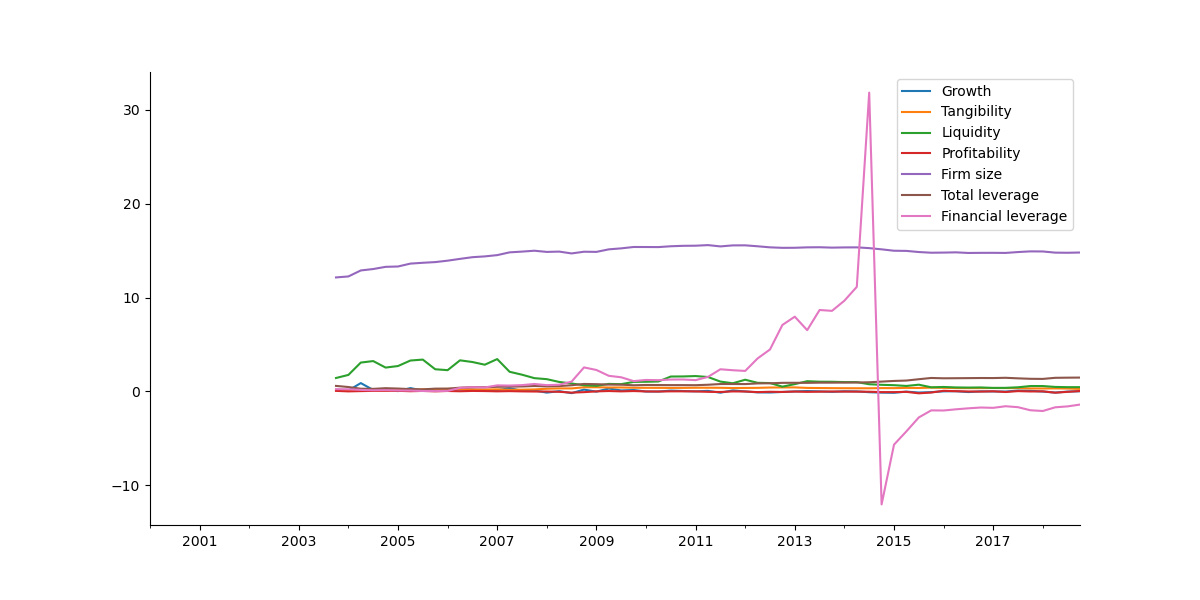 30
20
10
0
−10
2001 2003 2005 2007 2009 2011 2013 2015 2017
Growth
Tangibility
Liquidity
Profitability
Firm size
Total leverage
Financial leverage